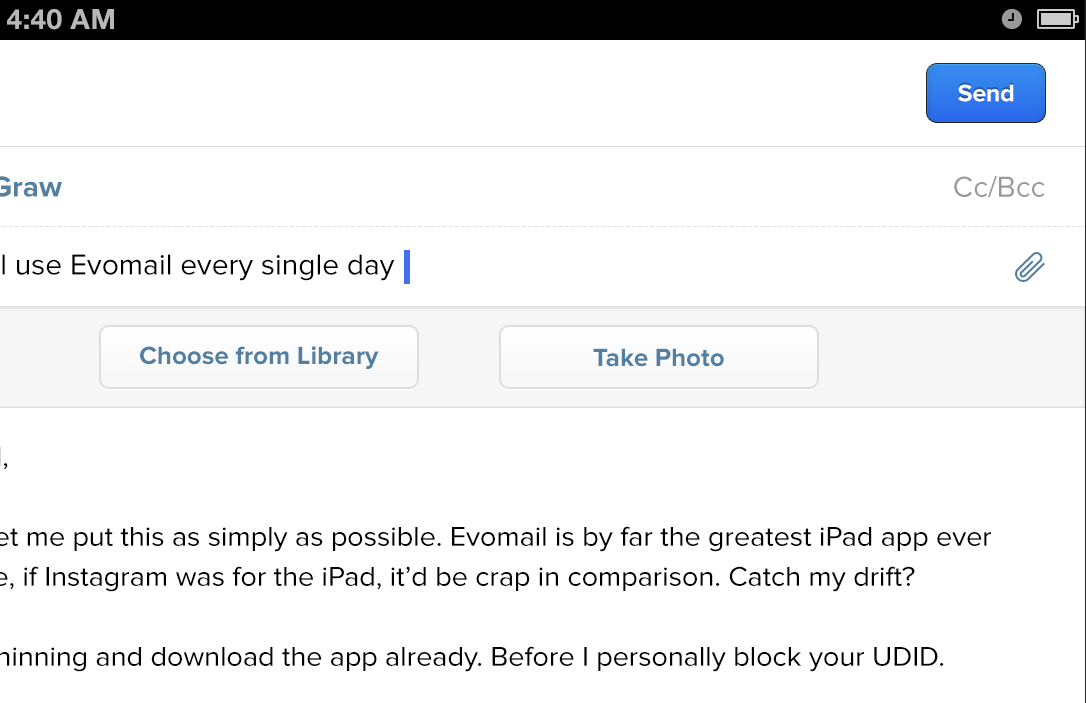 4:40 AM
Send
Graw
Cc/Bcc
I use Evomail every single day
Choose from Library
Take Photo
et me put this as simply as possible. Evomail is by far the greatest iPad app ever
e, if Instagram was for the iPad, it’d be crap in comparison. Catch my drift?
hinning and download the app already. Before I personally block your UDID.